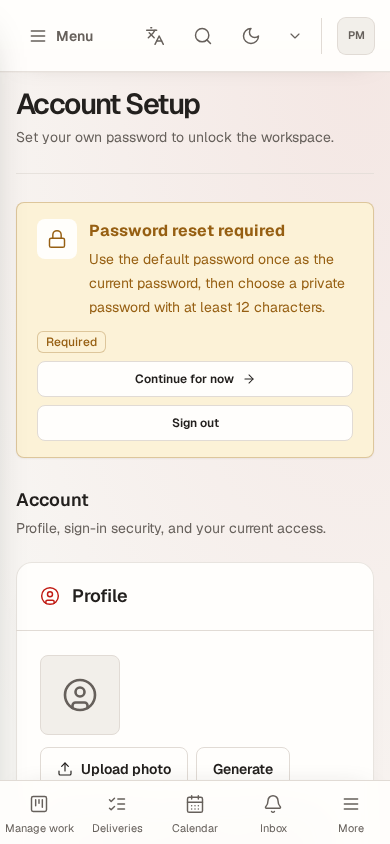 Menu
PM
Account Setup
Set your own password to unlock the workspace.
Password reset required
Use the default password once as the
current password, then choose a private
password with at least 12 characters.
Required
Continue for now
Sign out
Account
Profile, sign-in security, and your current access.
Profile
Upload photo
Generate
Manage work
Deliveries
Calendar
Inbox
More